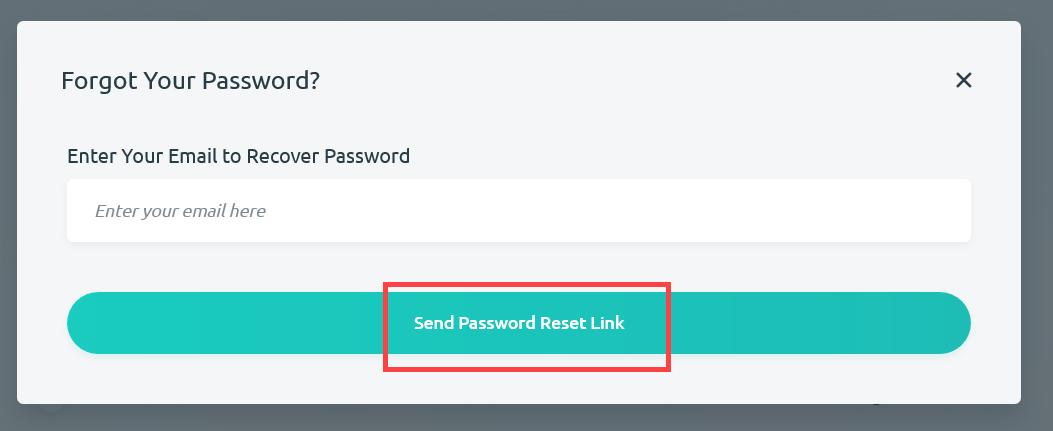 Forgot Your Password?
Enter Your Email to Recover Password
Enter your email here
Send Password Reset Link